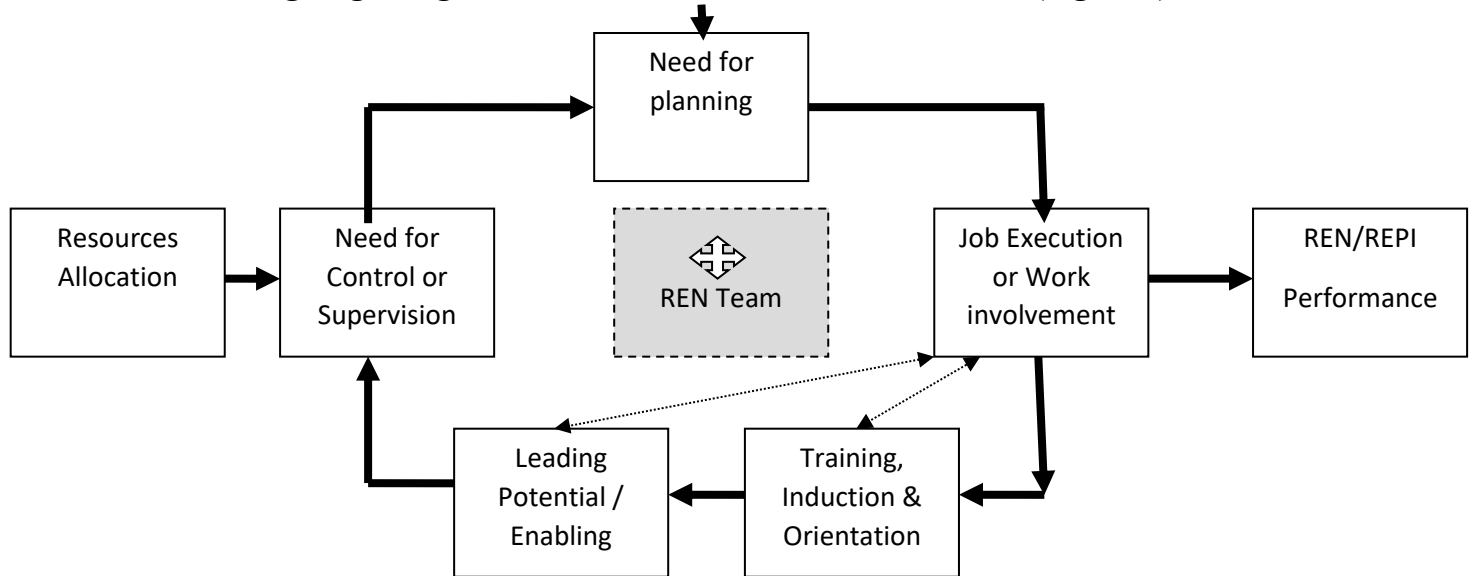 Need for
planning
Resources
Allocation
Need for
Control or
Supervision
REN Team
Job Execution
or Work
involvement
REN/REPI
Performance
Leading
Potential /
Enabling
Training,
Induction &
Orientation